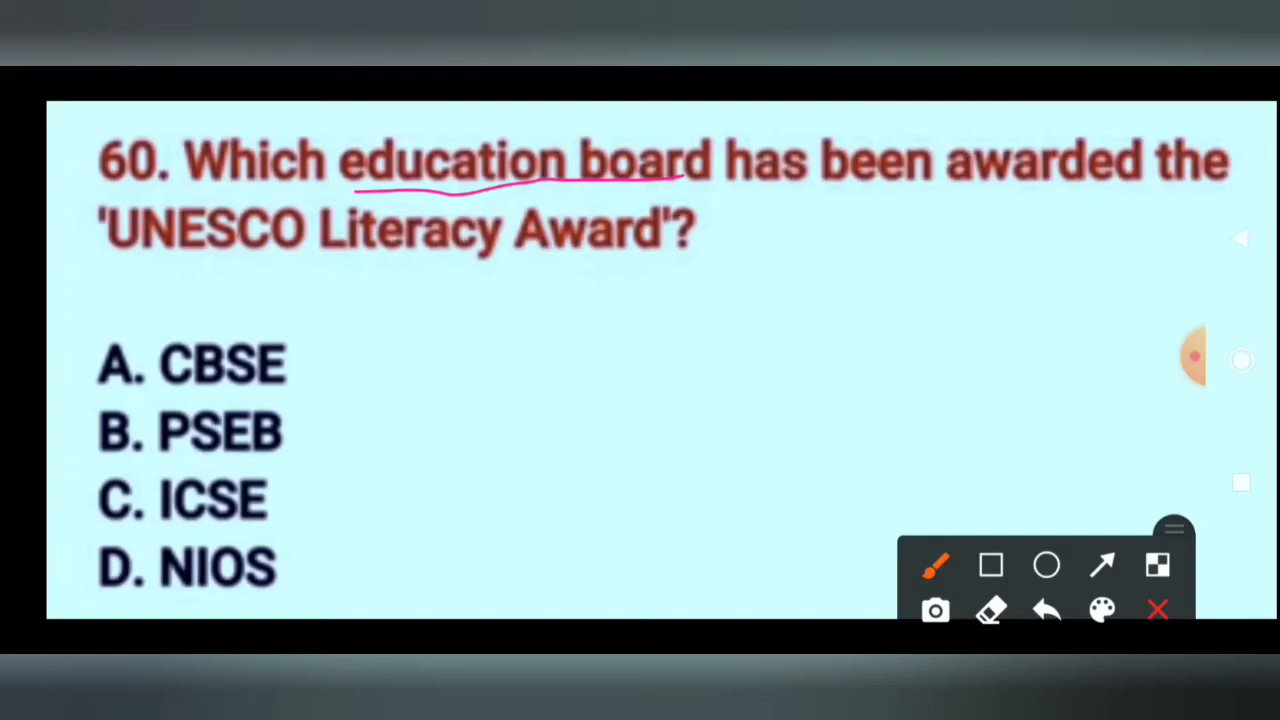 60. Which education board has been awarded the
'UNESCO Literacy Award'?
A. CBSE
B. PSEB
C. ICSE
D. NIOS